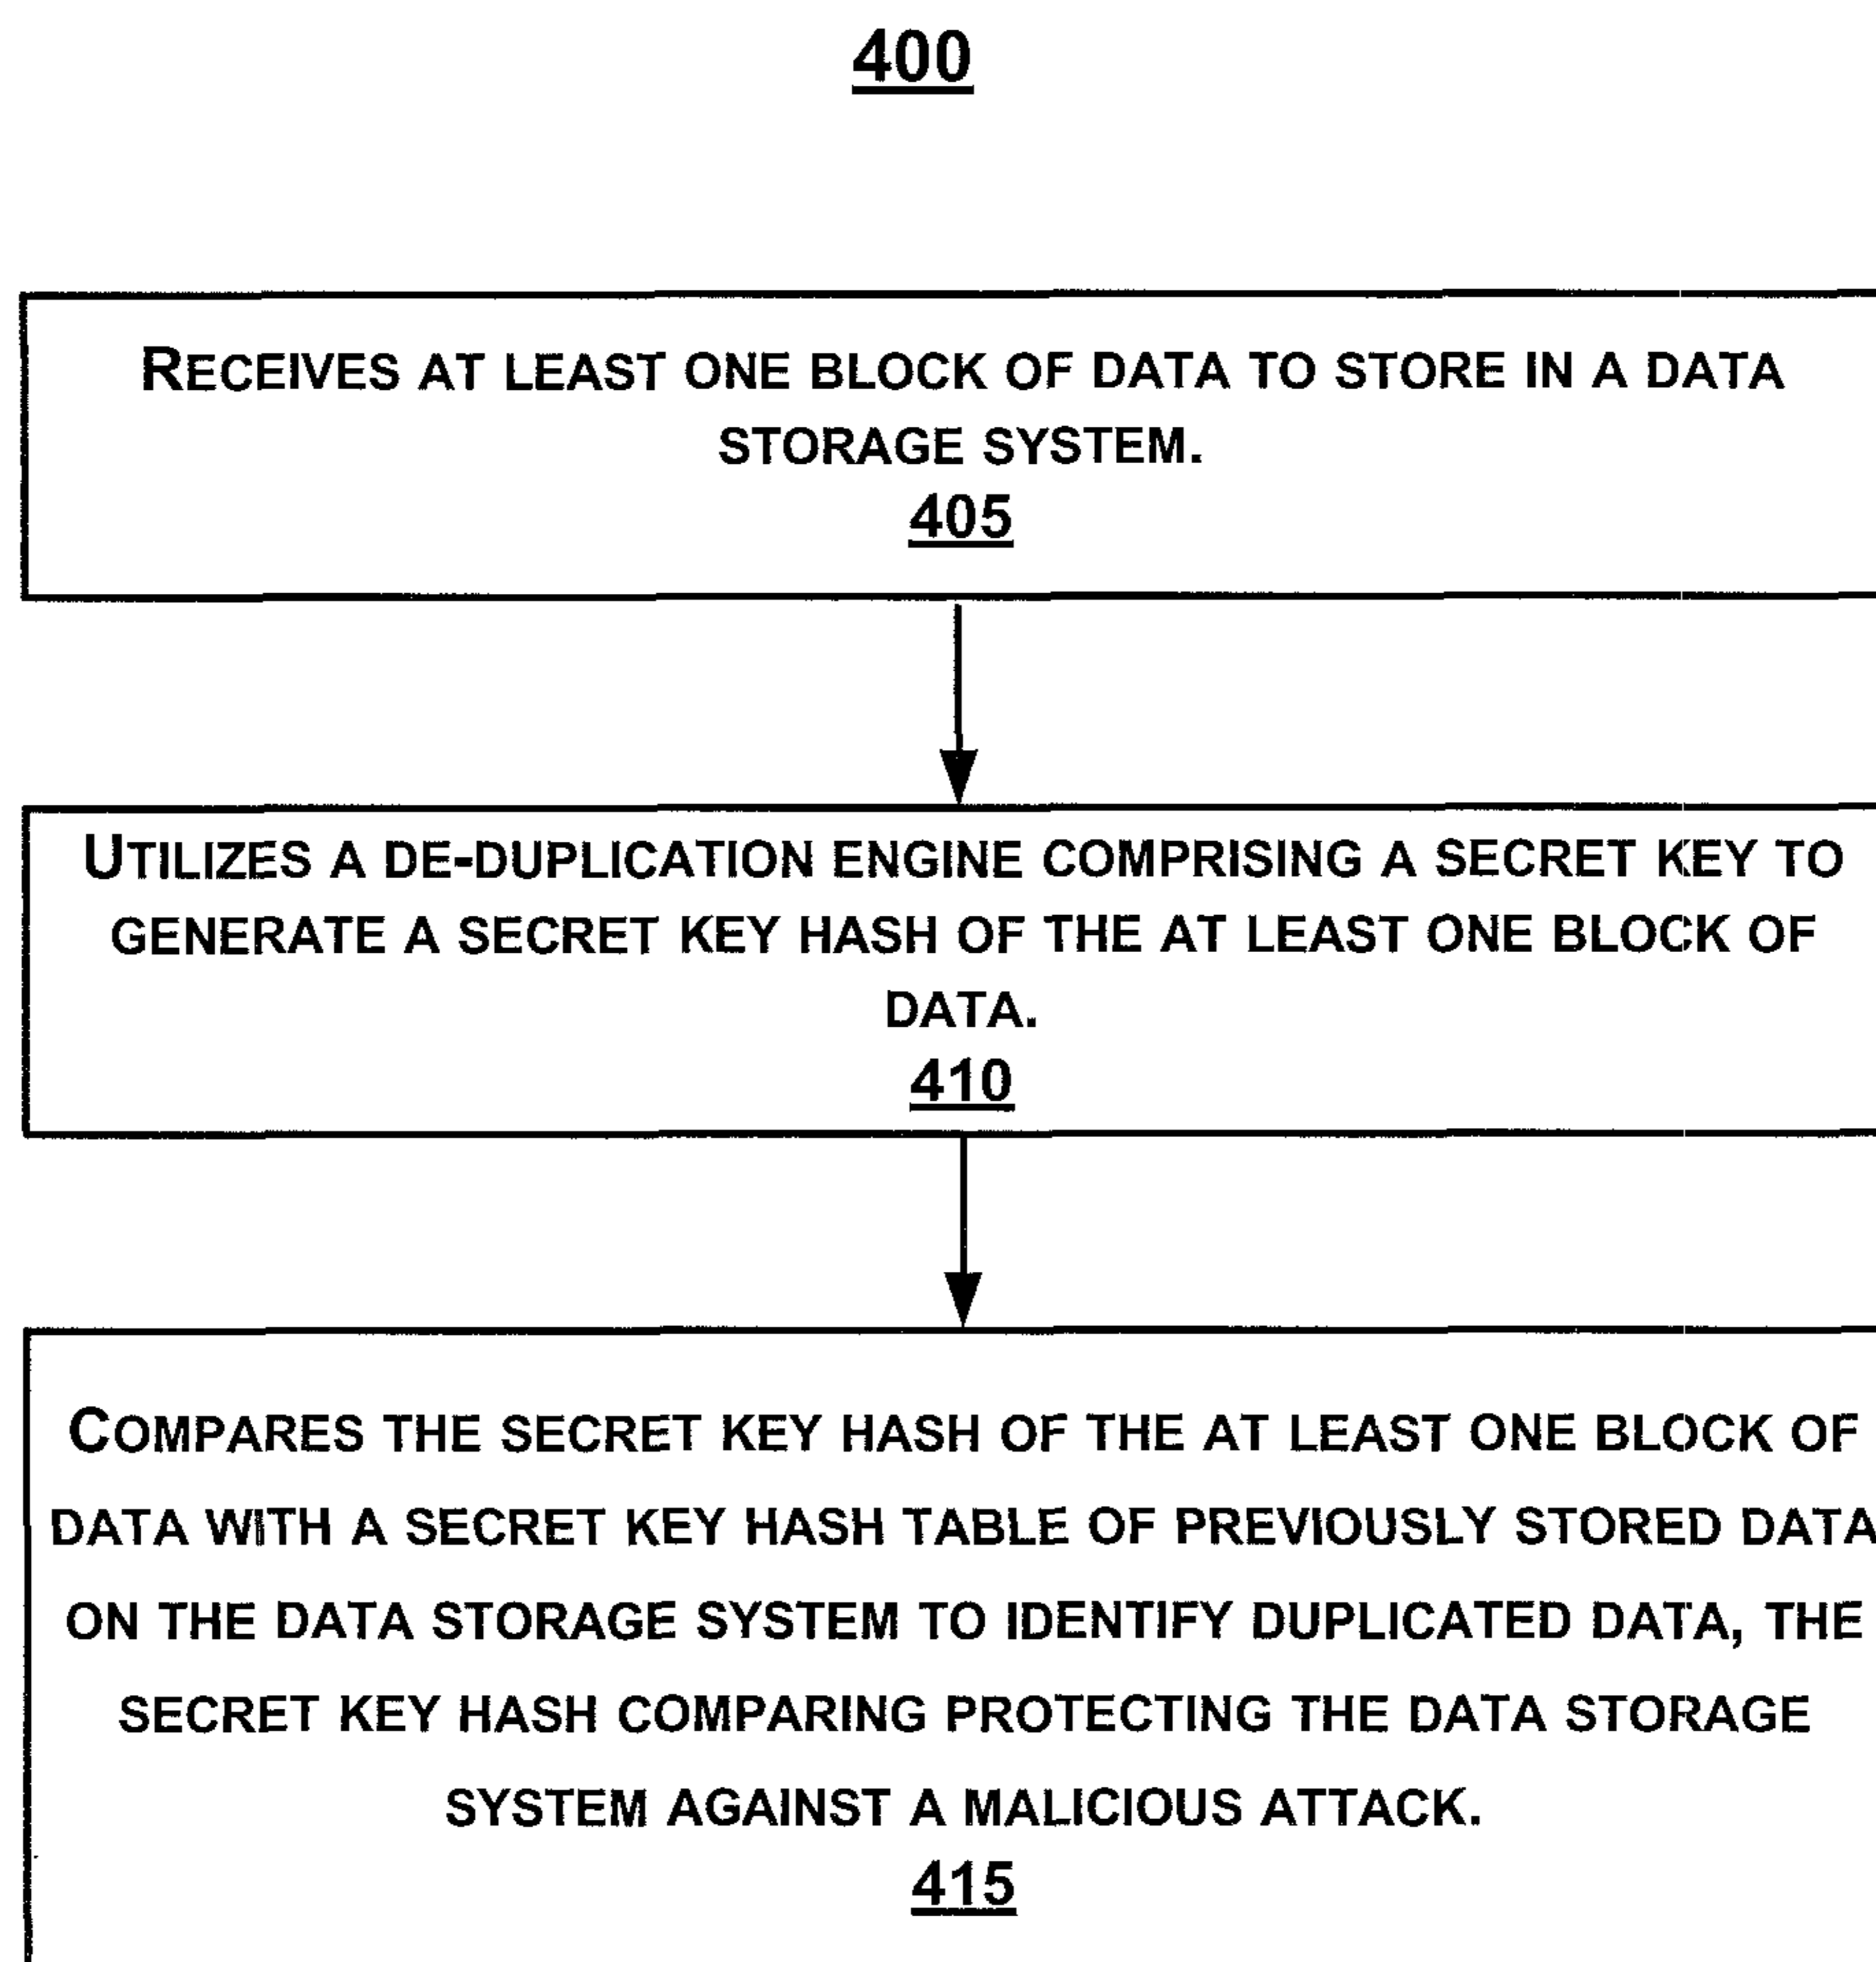 400
RECEIVES AT LEAST ONE BLOCK OF DATA TO STORE IN A DATA
STORAGE SYSTEM.
405
UTILIZES A DE-DUPLICATION ENGINE COMPRISING A SECRET KEY TO
GENERATE A SECRET KEY HASH OF THE AT LEAST ONE BLOCK OF
DATA.
410
COMPARES THE SECRET KEY HASH OF THE AT LEAST ONE BLOCK OF
DATA WITH A SECRET KEY HASH TABLE OF PREVIOUSLY STORED DATA
ON THE DATA STORAGE SYSTEM TO IDENTIFY DUPLICATED DATA, THE
SECRET KEY HASH COMPARING PROTECTING THE DATA STORAGE
SYSTEM AGAINST A MALICIOUS ATTACK.
415